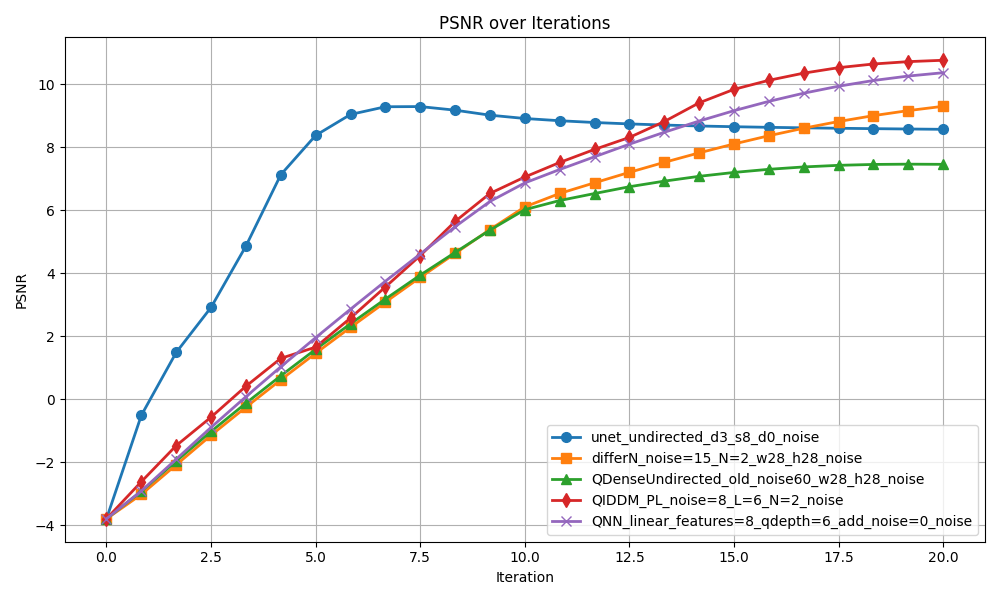 PSNR over Iterations
PSNR
10
8
6
4
2
0
−2
−4
0.0 2.5 5.0 7.5 10.0 12.5 15.0 17.5 20.0
Iteration
unet_undirected_d3_s8_d0_noise
differN_noise=15_N=2_w28_h28_noise
QDenseUndirected_old_noise60_w28_h28_noise
QIDDM_PL_noise=8_L=6_N=2_noise
QNN_linear_features=8_qdepth=6_add_noise=0_noise